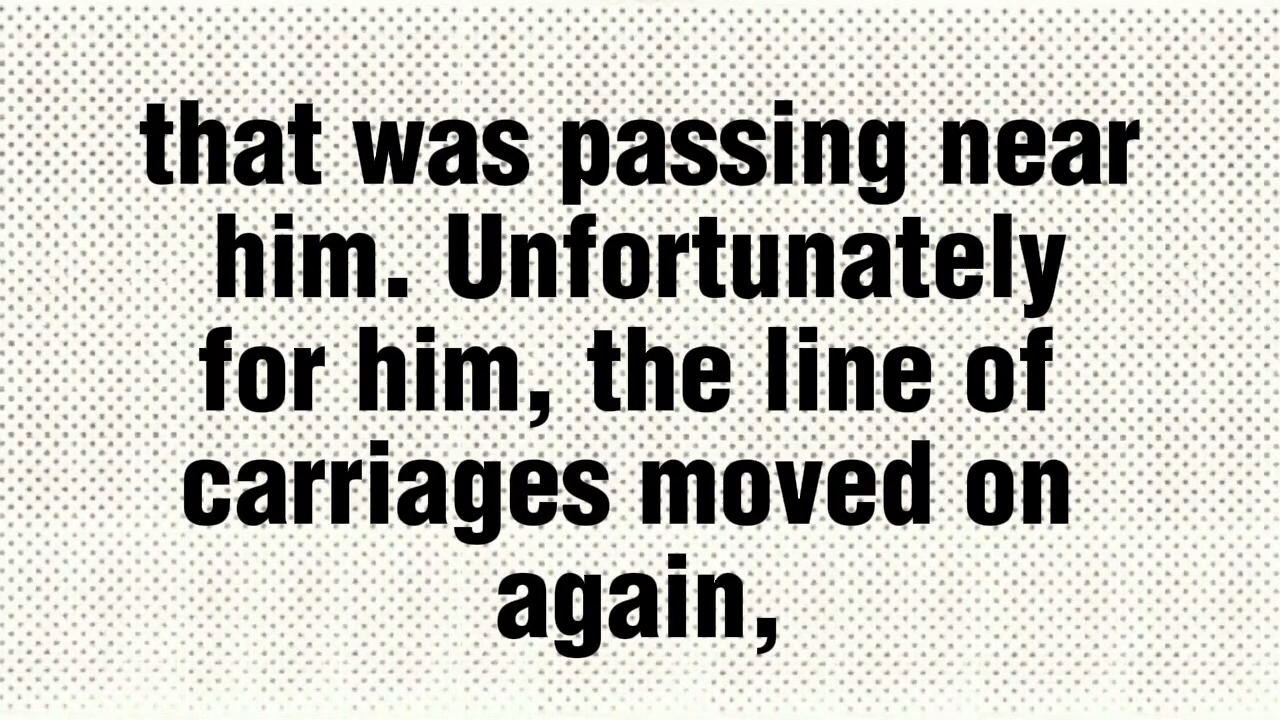 that was passing near
him. Unfortunately
for him, the line of
carriages moved on
again,